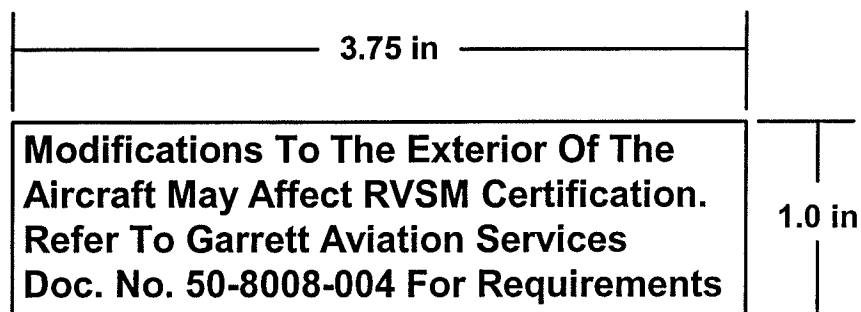 3.75 in
Modifications To The Exterior Of The
Aircraft May Affect RVSM Certification.
Refer To Garrett Aviation Services
Doc. No. 50-8008-004 For Requirements
1.0 in